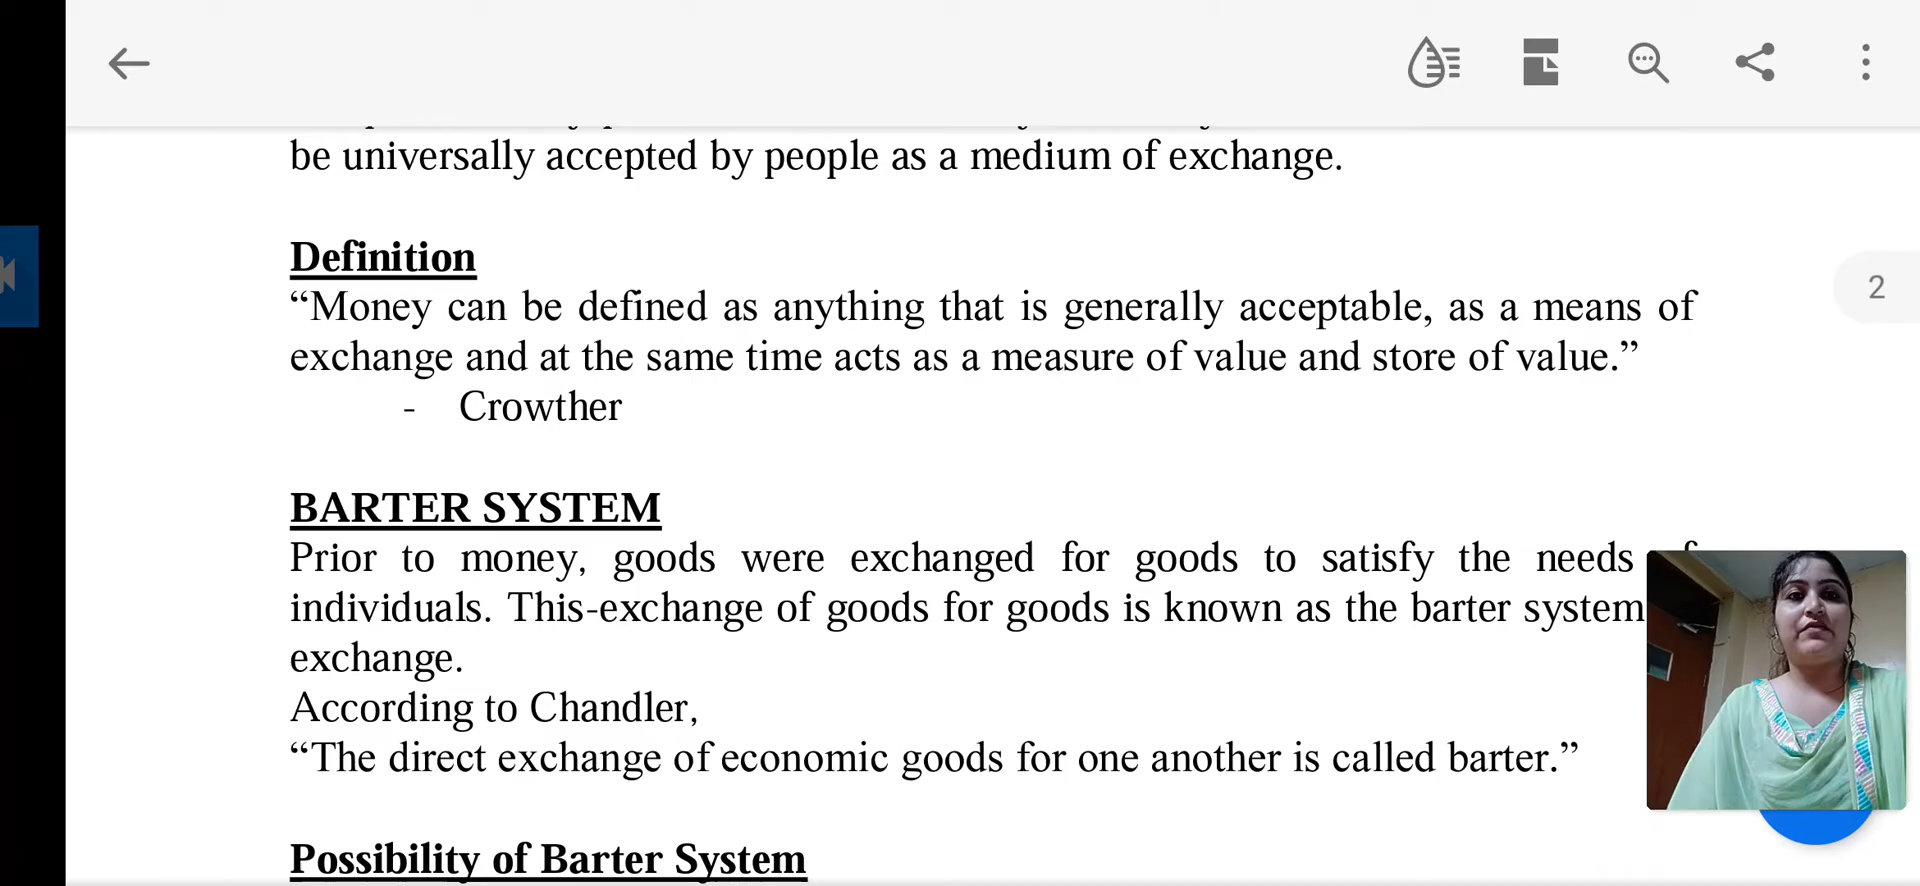 be universally accepted by people as a medium of exchange.
Definition
“Money can be defined as anything that is generally acceptable, as a means of
2
exchange and at the same time acts as a measure of value and store of value.”
- Crowther
BARTER SYSTEM
Prior to money, goods were exchanged for goods to satisfy the needs
individuals. This-exchange of goods for goods is known as the barter system
exchange.
According to Chandler,
“The direct exchange of economic goods for one another is called barter.”
Possibility of Barter System